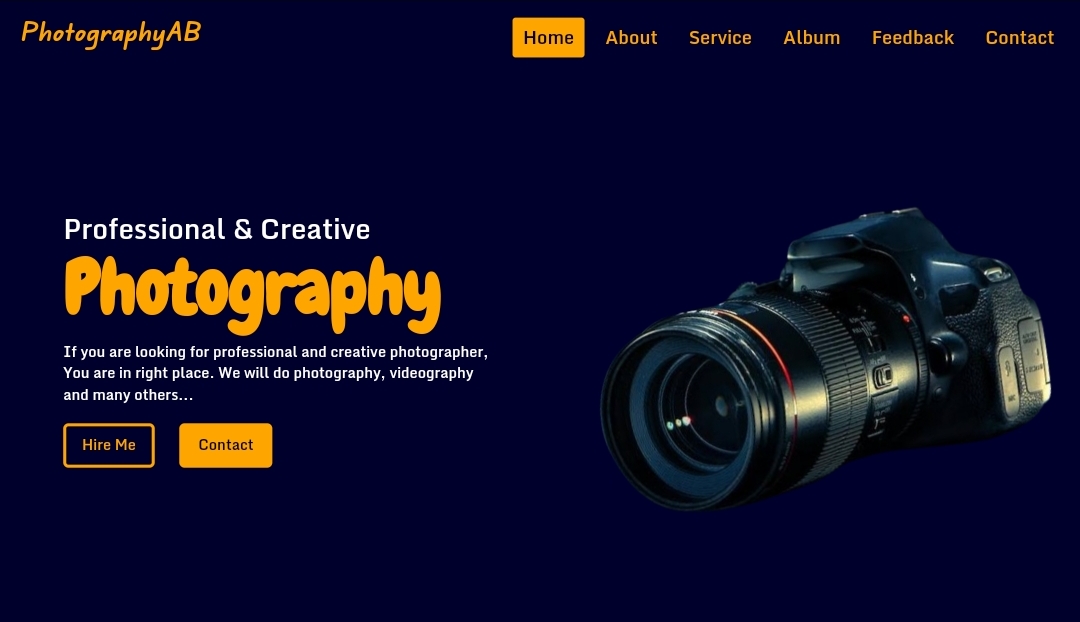 PhotographyAB
Home About Service Album Feedback Contact
Professional & Creative
Photography
If you are looking for professional and creative photographer,
You are in right place. We will do photography, videography
and many others...
Hire Me Contact